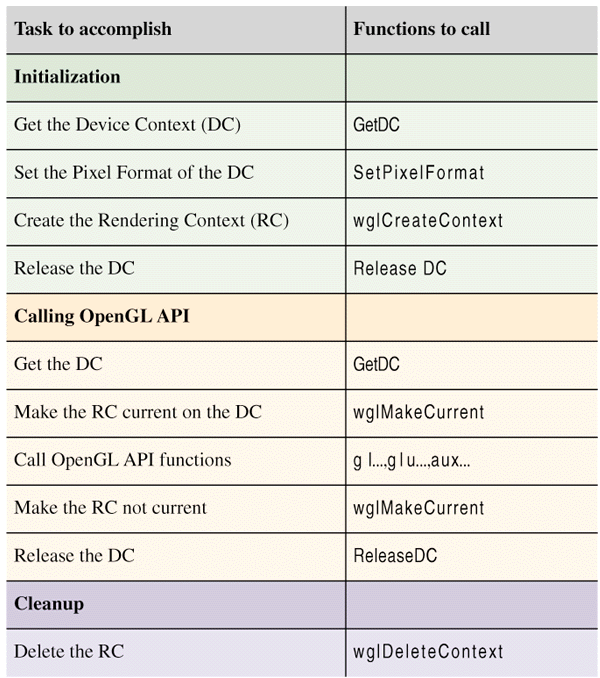 Task to accomplish Functions to call
Initialization
Get the Device Context (DC) GetDC
Set the Pixel Format of the DC SetPixelFormat
Create the Rendering Context (RC) wglCreateContext
Release the DC Release DC
Calling OpenGL API
Get the DC GetDC
Make the RC current on the DC wglMakeCurrent
Call OpenGL API functions gl...,glu...,aux...
Make the RC not current wglMakeCurrent
Release the DC ReleaseDC
Cleanup
Delete the RC wglDeleteContext